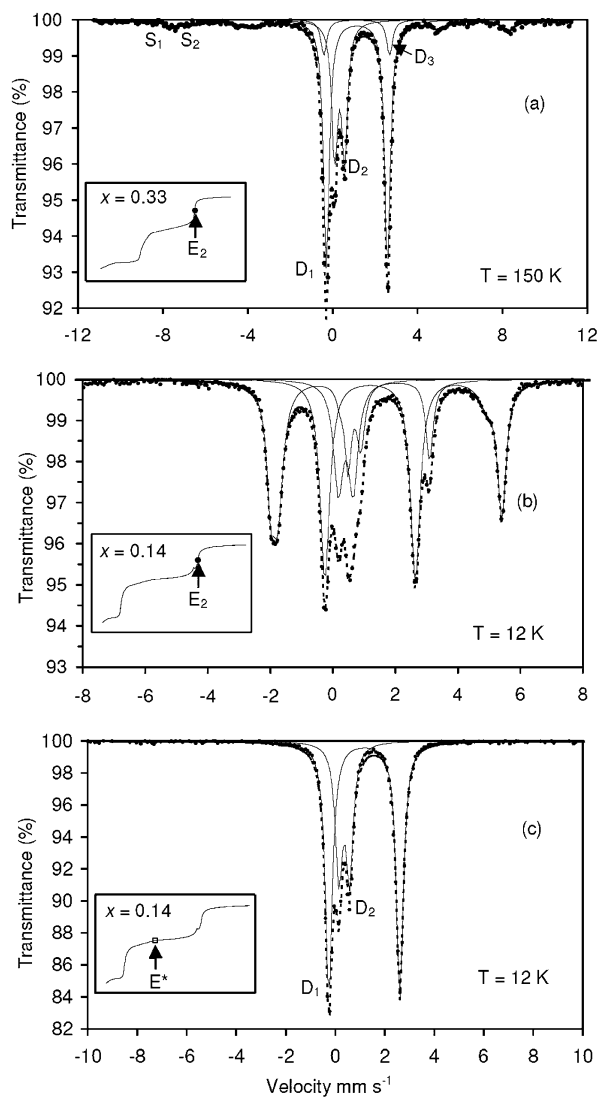 100
99
98
97
96
95
94
93
92
Transmittance (%)
S1 S2
D3
(a)
D2
x = 0.33
E2
D1
T = 150 K
-12 -8 -4 0 4 8 12
100
99
98
97
96
95
94
93
Transmittance (%)
(b)
x = 0.14
E2
T = 12 K
-8 -6 -4 -2 0 2 4 6 8
100
98
96
94
92
90
88
86
84
82
Transmittance (%)
(c)
x = 0.14
E*
D2
D1
T = 12 K
-10 -8 -6 -4 -2 0 2 4 6 8 10
Velocity mm s-1